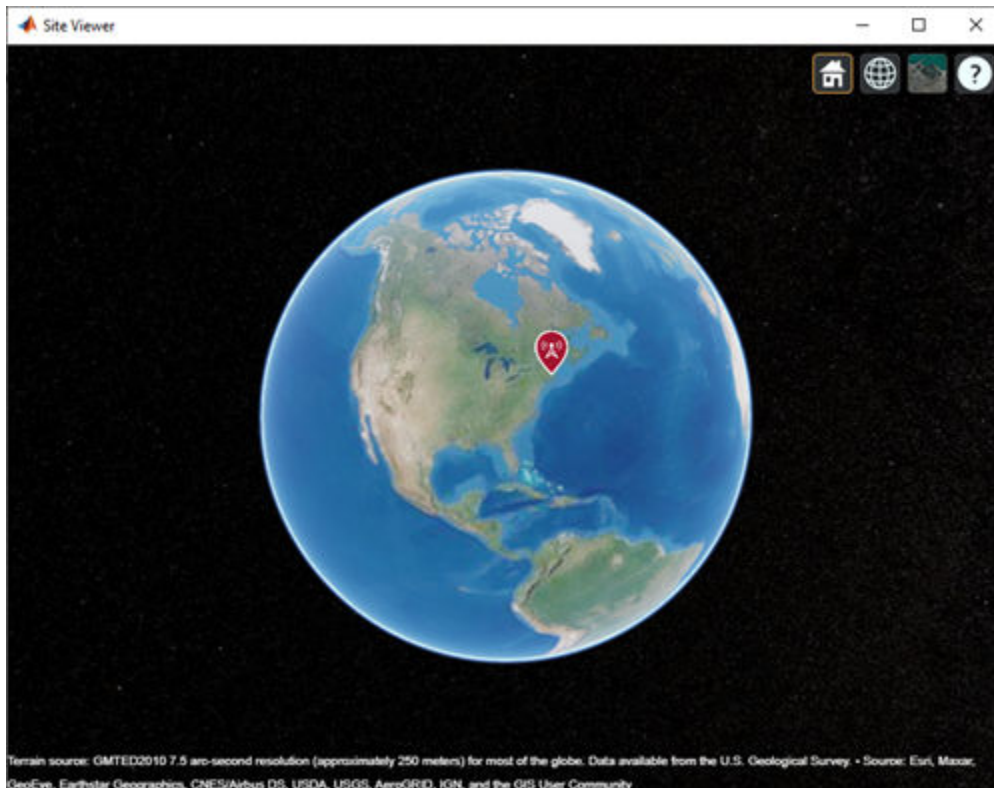 Site Viewer
?
Terrain source: GMTED2010 7.5 arc-second resolution (approximately 250 meters) for most of the globe. Data available from the U.S. Geological Survey. • Source: Esri, Maxar,
GeoEye, Earthstar Geographics, CNES/Airbus DS, USDA, USGS, AeroGRID, IGN, and the GIS User Community